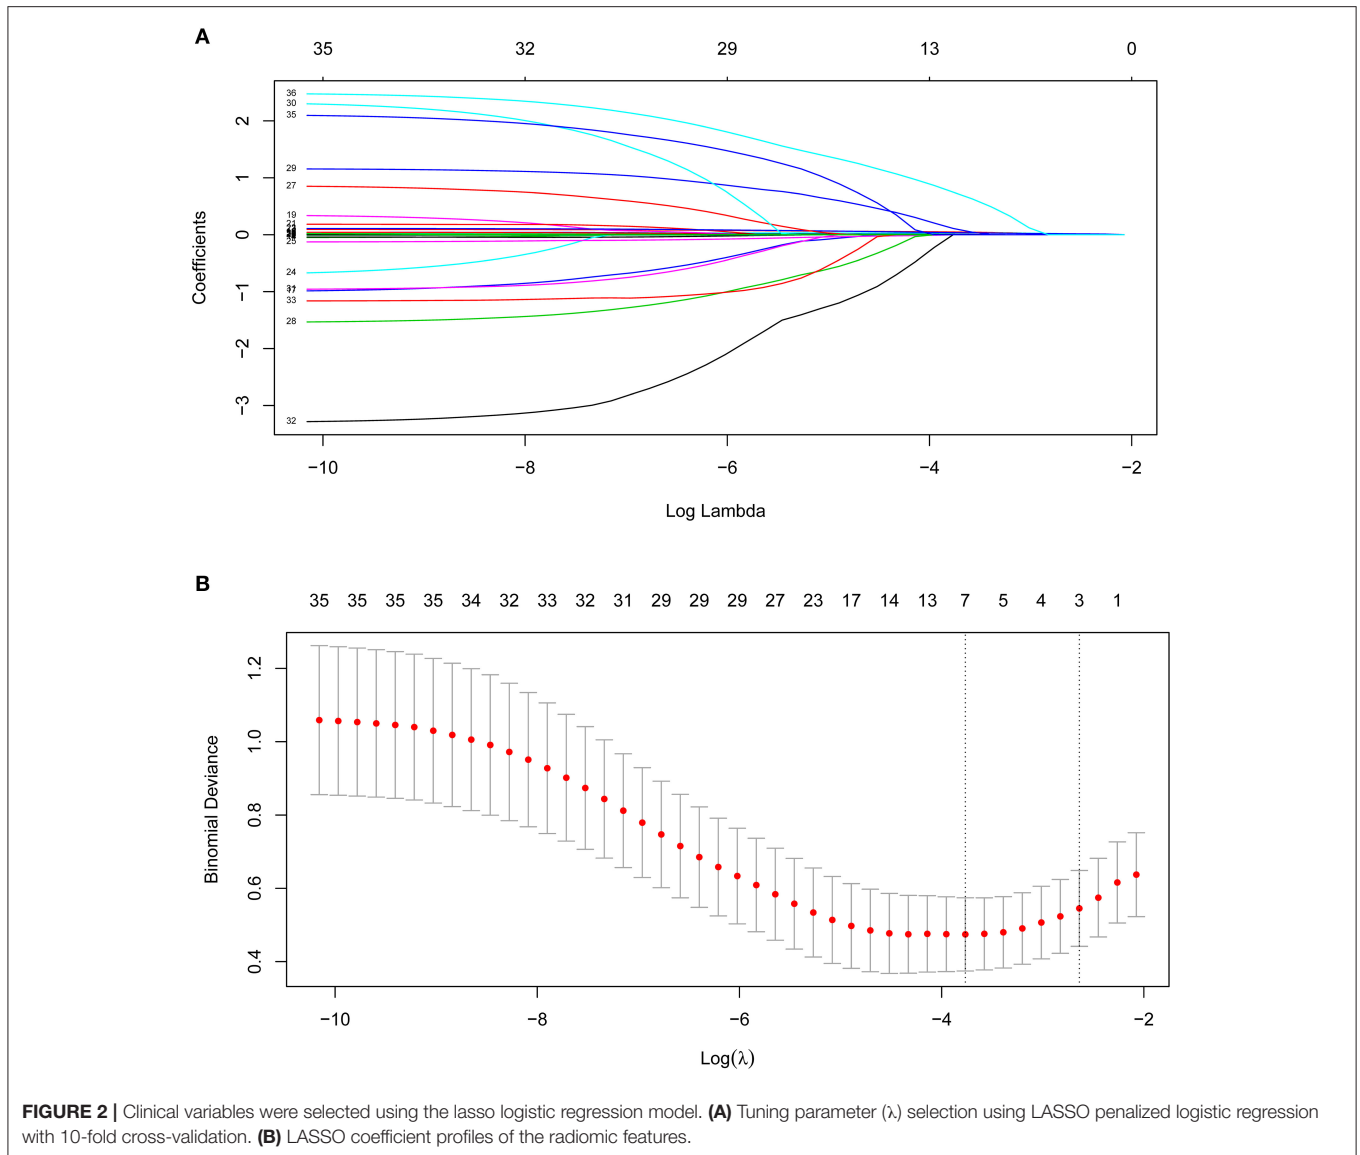 A
35 32 29 13 0
36
30
35
29
27
19
21
25
24
33
28
32
2
1
0
−1
−2
−3
Coefficients
−10 −8 −6 −4 −2
Log Lambda
B
35 35 35 35 34 32 33 32 31 29 29 29 27 23 17 14 13 7 5 4 3 1
1.2
1.0
0.8
0.6
0.4
Binomial Deviance
−10 −8 −6 −4 −2
Log(λ)
FIGURE 2 | Clinical variables were selected using the lasso logistic regression model. (A) Tuning parameter (λ) selection using LASSO penalized logistic regression
with 10-fold cross-validation. (B) LASSO coefficient profiles of the radiomic features.